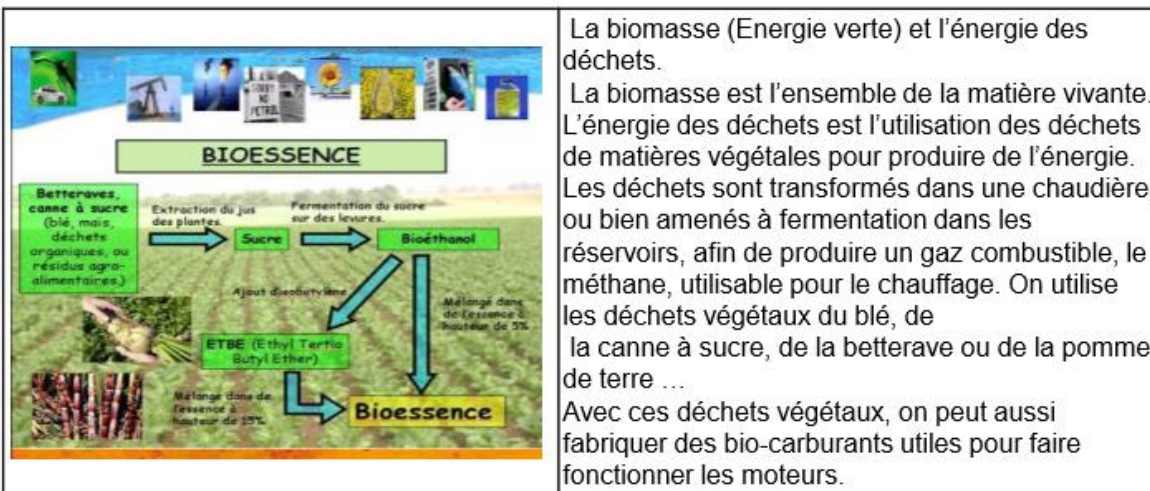 SORRY
NO
PETROL
BIOESSENCE
Betteraves,
canne à sucre
(blé, maïs,
déchets
organiques, ou
résidus agro-
alimentaires.)
Extraction du jus
des plantes.
Sucre
Fermentation du sucre
sur des levures.
Bioéthanol
Ajout disobutylène
Mélangé dans
de l'essence à
hauteur de 5%
ETBE (Ethyl Tertio
Butyl Ether)
Mélangé dans de
l'essence à
hauteur de 15%
Bioessence
La biomasse (Energie verte) et l'énergie des
déchets.
La biomasse est l'ensemble de la matière vivante.
L'énergie des déchets est l'utilisation des déchets
de matières végétales pour produire de l'énergie.
Les déchets sont transformés dans une chaudière
ou bien amenés à fermentation dans les
réservoirs, afin de produire un gaz combustible, le
méthane, utilisable pour le chauffage. On utilise
les déchets végétaux du blé, de
la canne à sucre, de la betterave ou de la pomme
de terre ...
Avec ces déchets végétaux, on peut aussi
fabriquer des bio-carburants utiles pour faire
fonctionner les moteurs.